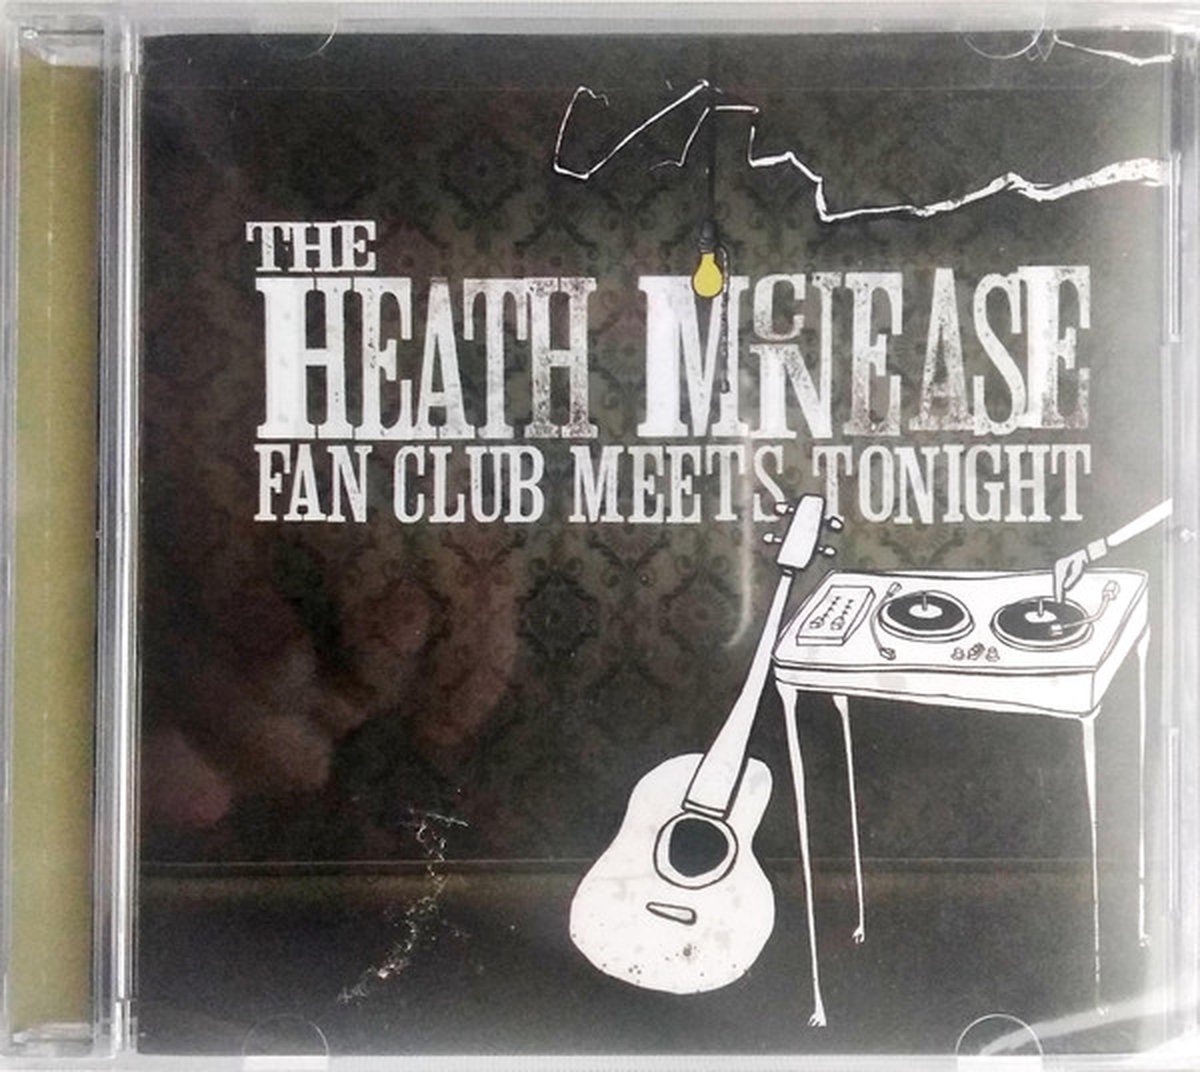 THE
HEATH MCNEASE
FAN CLUB MEETS TONIGHT